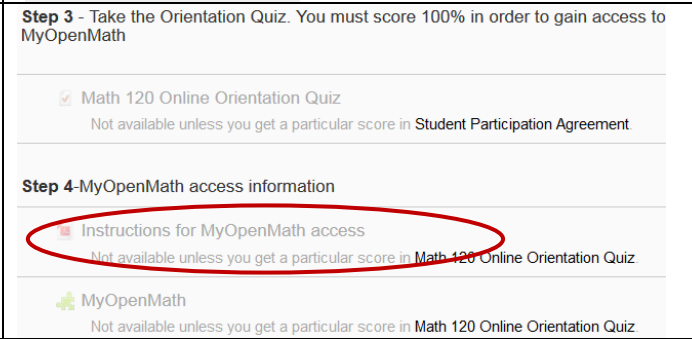 Step 3 - Take the Orientation Quiz. You must score 100% in order to gain access to
MyOpenMath
Math 120 Online Orientation Quiz
Not available unless you get a particular score in Student Participation Agreement.
Step 4-MyOpenMath access information
Instructions for MyOpenMath access
Not available unless you get a particular score in Math 120 Online Orientation Quiz.
MyOpenMath
Not available unless you get a particular score in Math 120 Online Orientation Quiz.